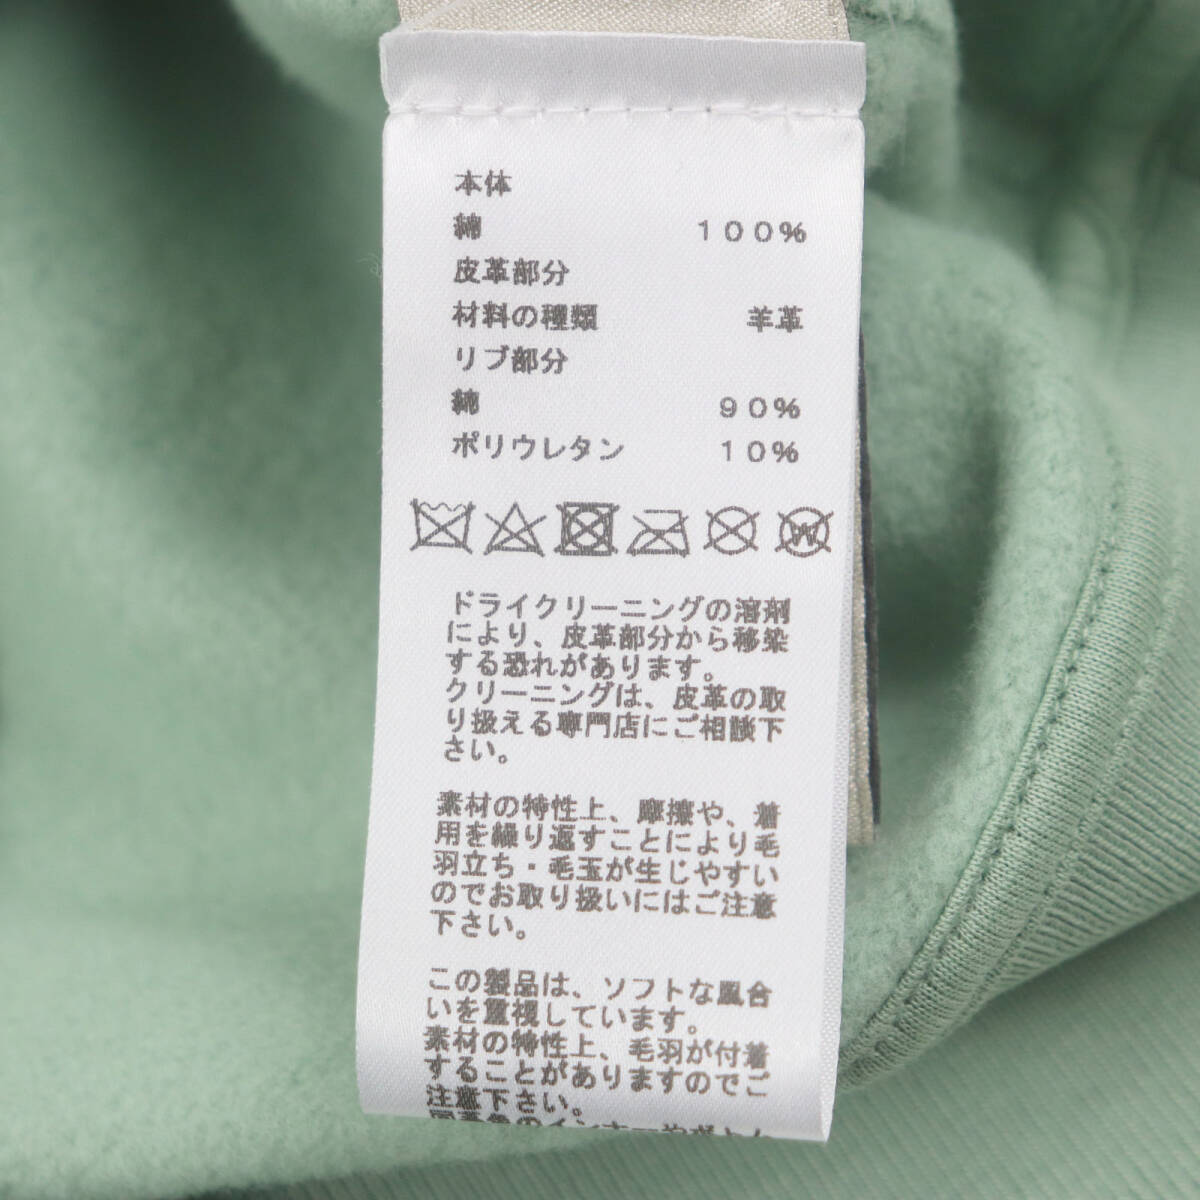 本体
綿 100%
皮革部分
材料の種類 羊革
リブ部分
綿 90%
ポリウレタン 10%
W
ドライクリーニングの溶剤
により、皮革部分から移染
する恐れがあります。
クリーニングは、皮革の取
り扱える専門店にご相談下
さい。
素材の特性上、摩擦や、着
用を繰り返すことにより毛
羽立ち・毛玉が生じやすい
のでお取り扱いにはご注意
下さい。
この製品は、ソフトな風合
いを重視しています。
素材の特性上、毛羽が付着
することがありますのでご
注意下さい。